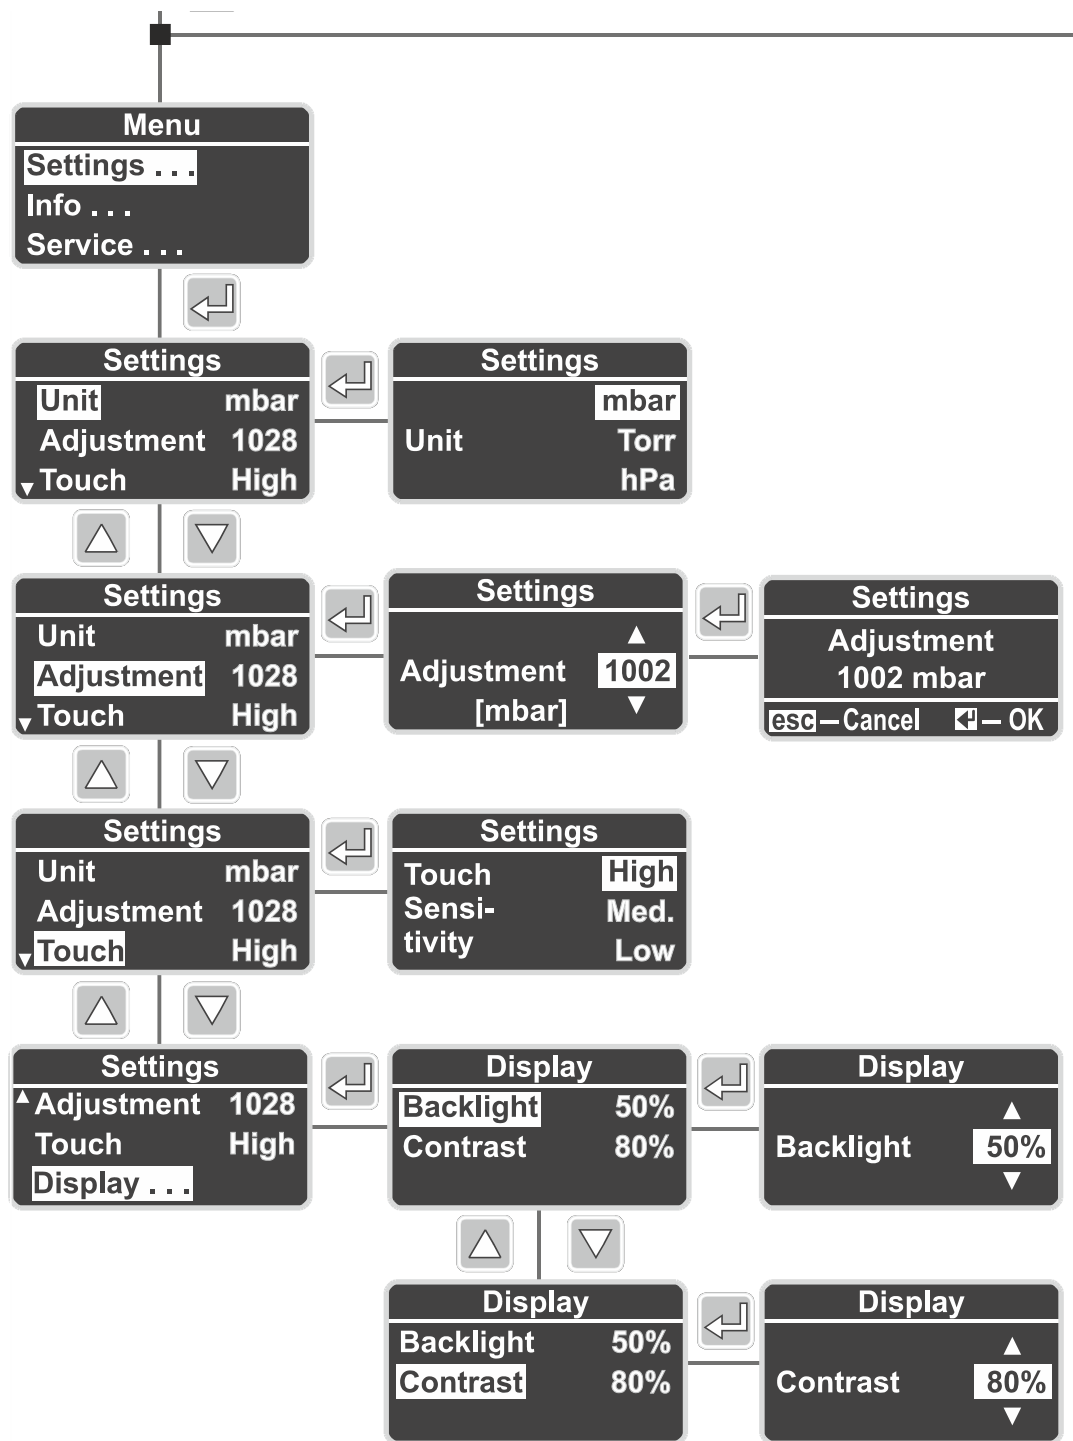 Menu
Settings . . .
Info . . .
Service . . .
Settings
Unit mbar
Adjustment 1028
▼ Touch High
Settings
mbar
Unit Torr
hPa
Settings
Unit mbar
Adjustment 1028
▼ Touch High
Settings
▲
Adjustment 1002
[mbar] ▼
Settings
Adjustment
1002 mbar
esc – Cancel ↵ – OK
Settings
Unit mbar
Adjustment 1028
▼ Touch High
Settings
Touch High
Sensi- Med.
tivity Low
Settings
▲ Adjustment 1028
Touch High
Display . . .
Display
Backlight 50%
Contrast 80%
Display
▲
Backlight 50%
▼
Display
Backlight 50%
Contrast 80%
Display
▲
Contrast 80%
▼